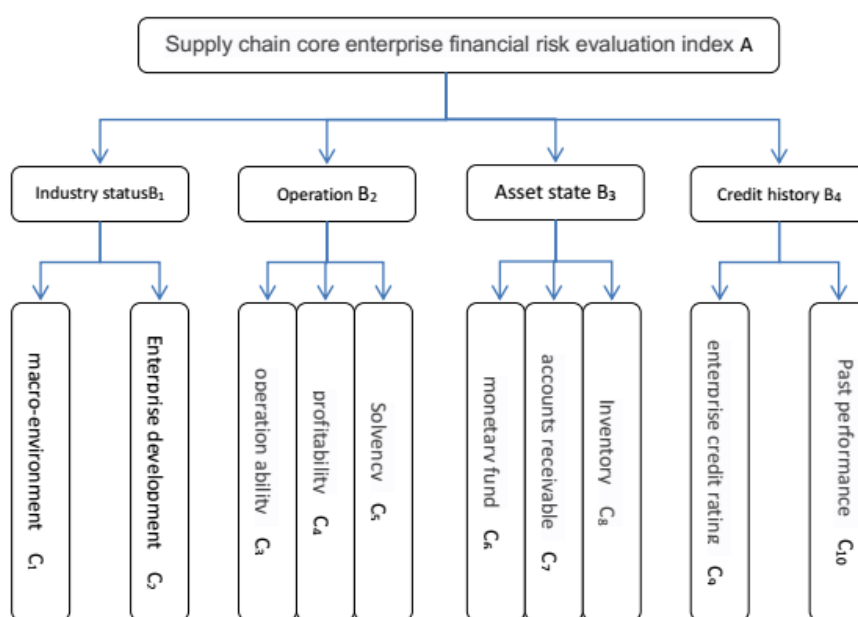 Supply chain core enterprise financial risk evaluation index A
Industry statusB₁
Operation B₂
Asset state B₃
Credit history B₄
macro-environment C₁
Enterprise development C₂
operation ability C₃
profitability C₄
Solvency C₅
monetary fund C₆
accounts receivable C₇
Inventory C₈
enterprise credit rating C₉
Past performance C₁₀